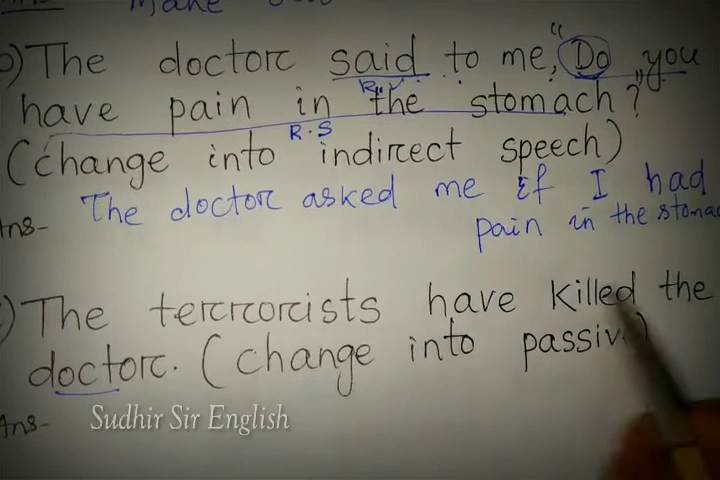 Make
b) The doctor said to me, "Do you
R.V
have pain in the stomach?"
R.S
(change into indirect speech)
Ans- The doctor asked me if I had
pain in the stomac
c) The terrorists have killed the
doctor. (change into passive)
Ans-
Sudhir Sir English